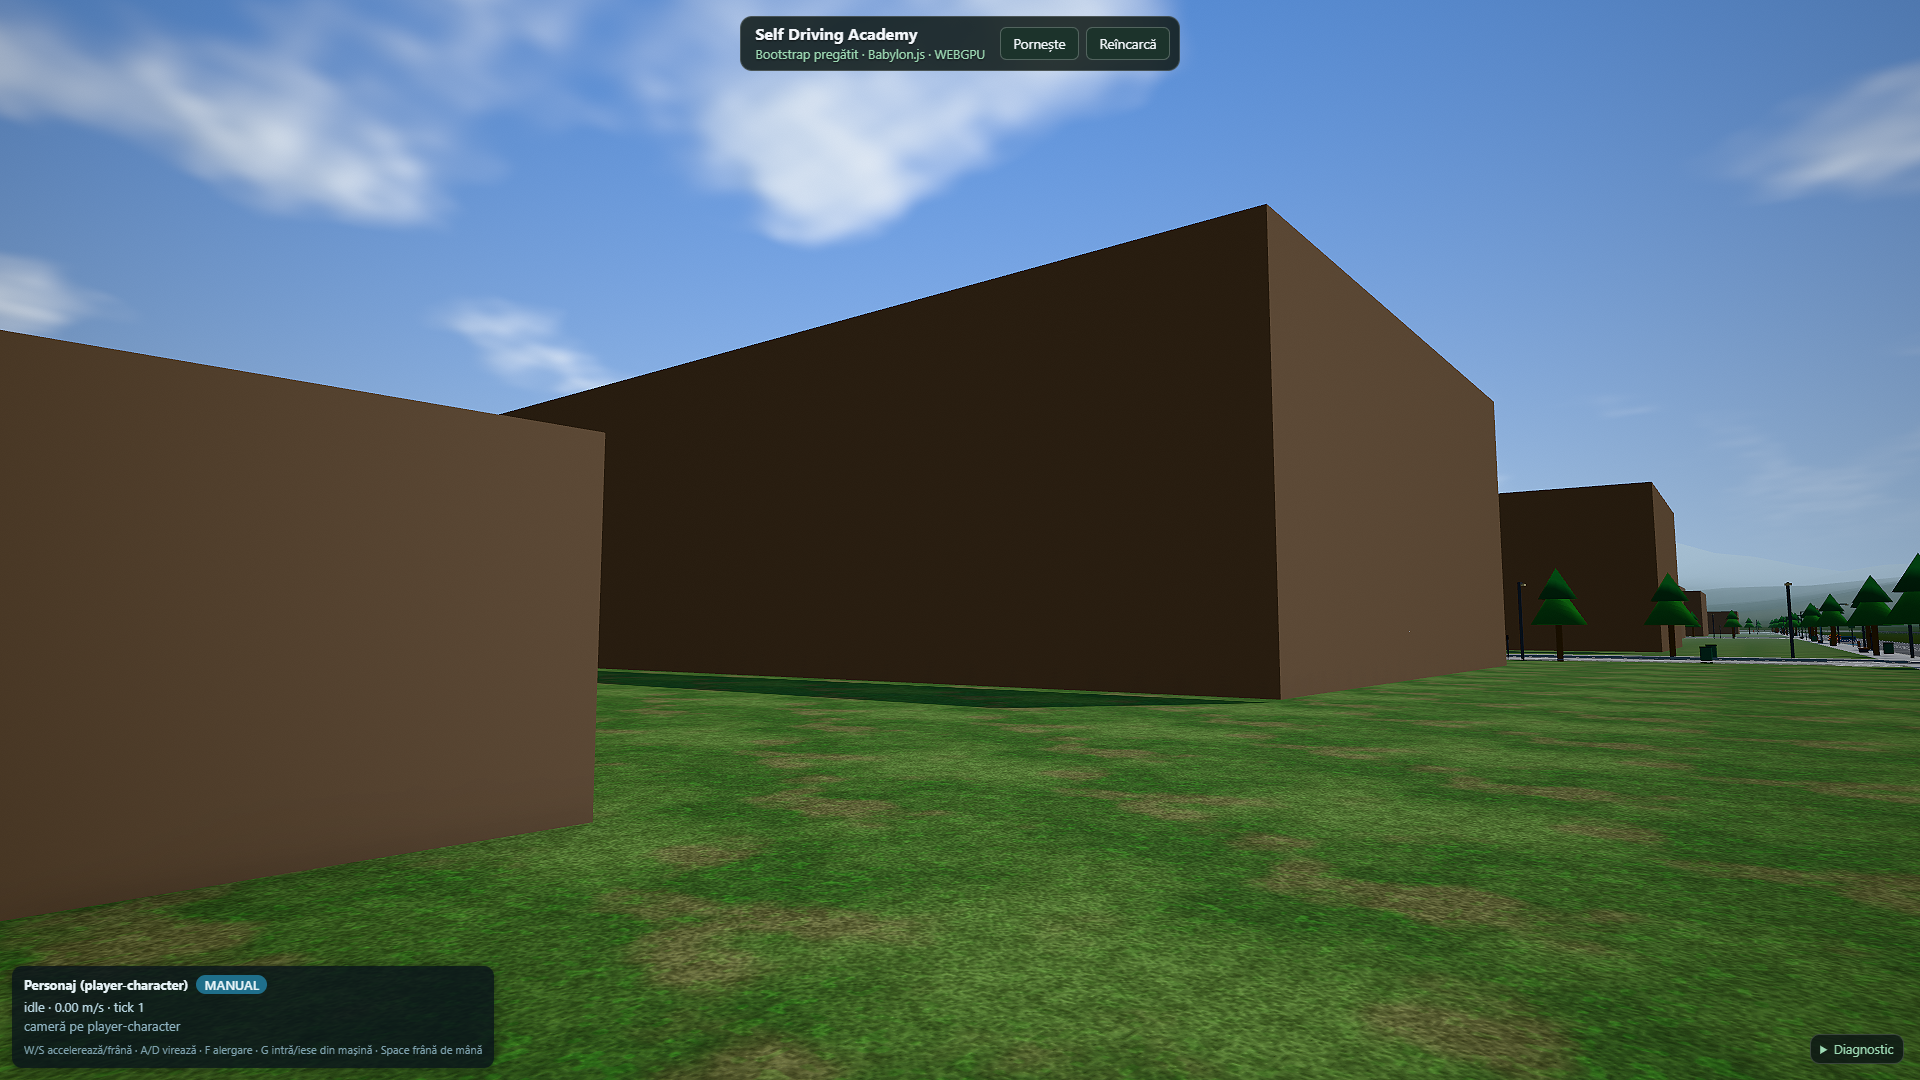 Self Driving Academy
Bootstrap pregătit · Babylon.js · WEBGPU
Pornește
Reîncarcă
Personaj (player-character) MANUAL
idle · 0.00 m/s · tick 1
cameră pe player-character
W/S accelerează/frână · A/D virează · F alergare · G intră/iese din mașină · Space frână de mână
▶ Diagnostic